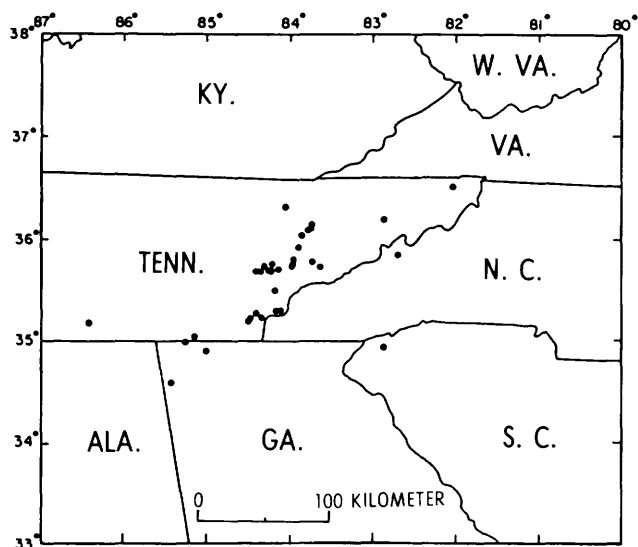 87° 86° 85° 84° 83° 82° 81° 80°
38°
W. VA.
KY.
37°
VA.
36°
TENN.
N. C.
35°
34°
ALA. GA. S. C.
0 100 KILOMETER
33°